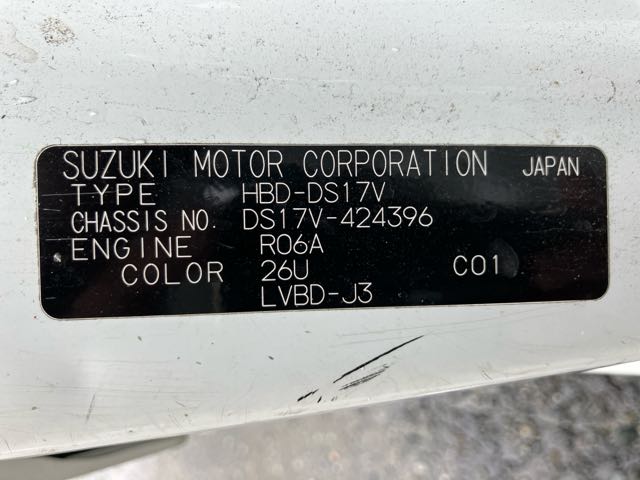 SUZUKI MOTOR CORPORATION JAPAN
TYPE HBD-DS17V
CHASSIS NO. DS17V-424396
ENGINE R06A
COLOR 26U C01
LVBD-J3